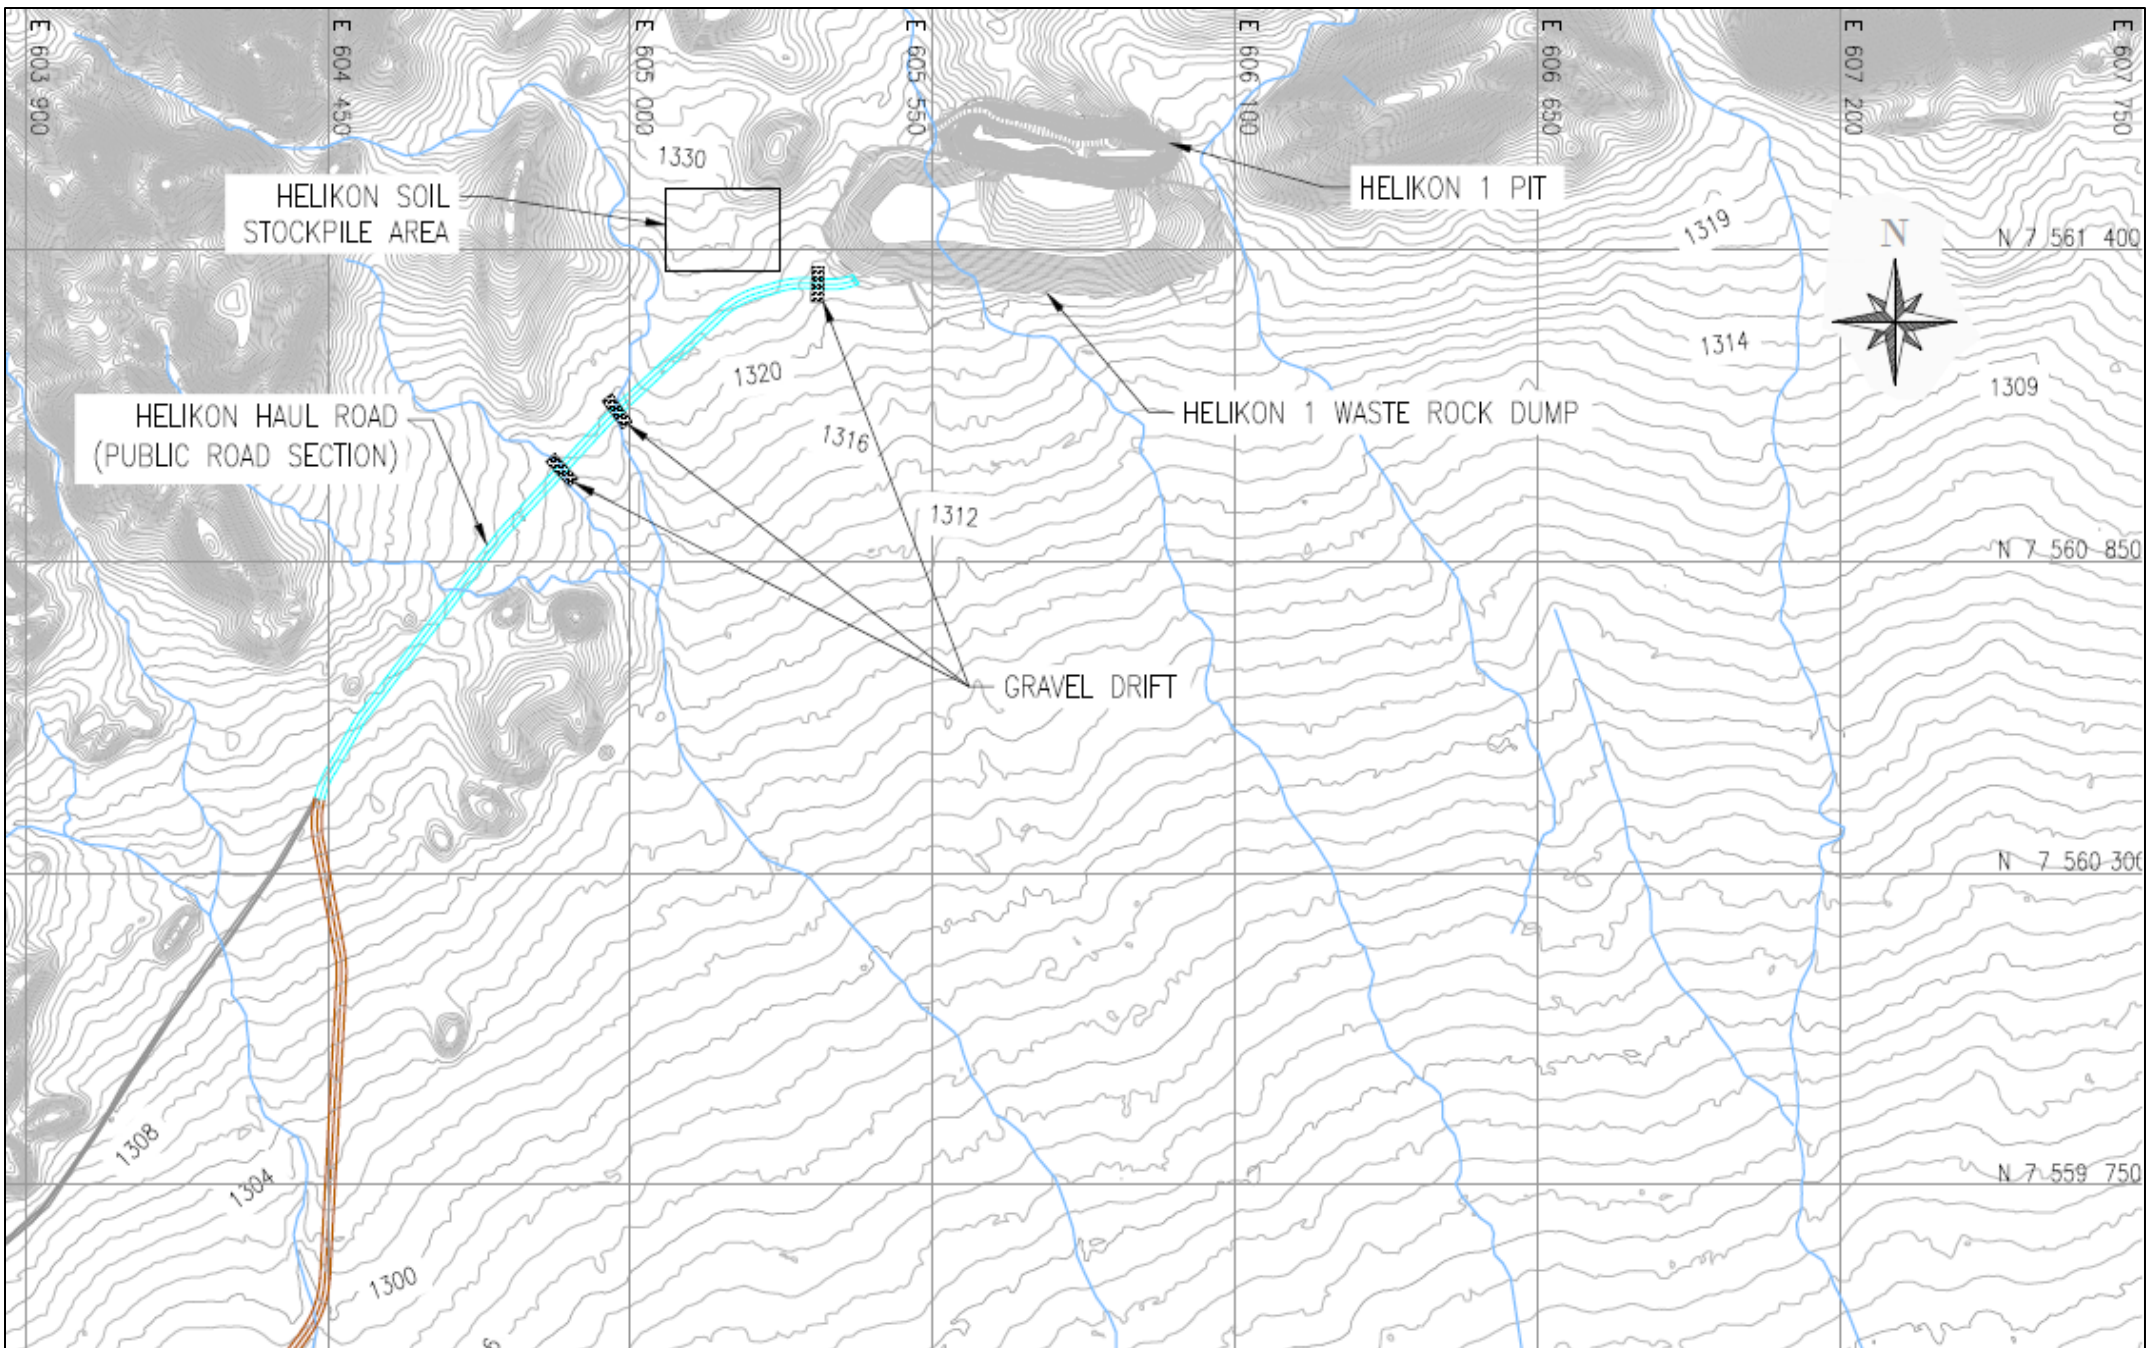 E 603 900
E 604 450
E 605 000
E 605 550
E 606 100
E 606 650
E 607 200
E 607 750
1330
HELIKON SOIL
STOCKPILE AREA
HELIKON 1 PIT
1319
N
N 7 561 400
1314
1320
1309
HELIKON HAUL ROAD
(PUBLIC ROAD SECTION)
HELIKON 1 WASTE ROCK DUMP
1316
1312
N 7 560 850
GRAVEL DRIFT
N 7 560 300
1308
1304
N 7 559 750
1300